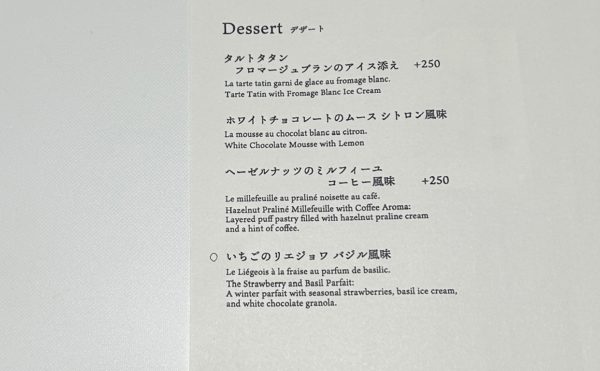 Dessert デザート
タルトタタン
フロマージュブランのアイス添え +250
La tarte tatin garni de glace au fromage blanc.
Tarte Tatin with Fromage Blanc Ice Cream
ホワイトチョコレートのムース シトロン風味
La mousse au chocolat blanc au citron.
White Chocolate Mousse with Lemon
ヘーゼルナッツのミルフィーユ
コーヒー風味 +250
Le millefeuille au praliné noisette au café.
Hazelnut Praliné Millefeuille with Coffee Aroma:
Layered puff pastry filled with hazelnut praline cream
and a hint of coffee.
○ いちごのリエジョワ バジル風味
Le Liégeois à la fraise au parfum de basilic.
The Strawberry and Basil Parfait:
A winter parfait with seasonal strawberries, basil ice cream,
and white chocolate granola.